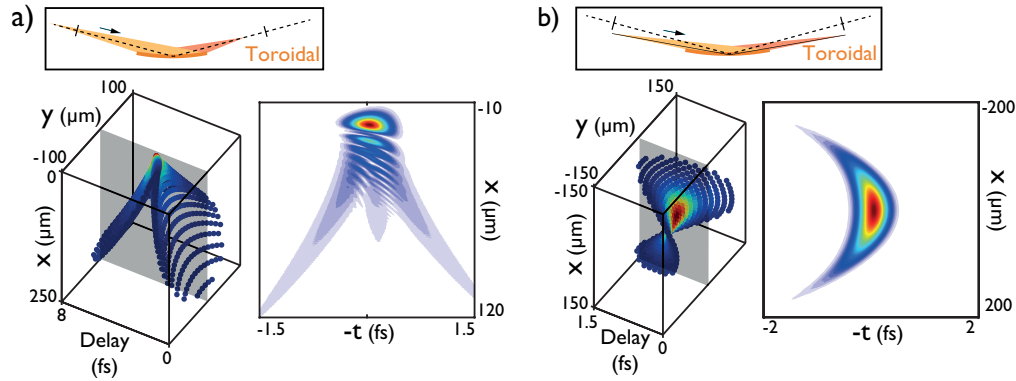 a)
Toroidal
100
y (μm)
-100
0
x (μm)
250
8
Delay
(fs)
0
-10
x (μm)
120
-1.5
-t (fs)
1.5
b)
Toroidal
150
y (μm)
-150
-150
x (μm)
150
1.5
Delay
(fs)
0
-200
x (μm)
200
-2
-t (fs)
2